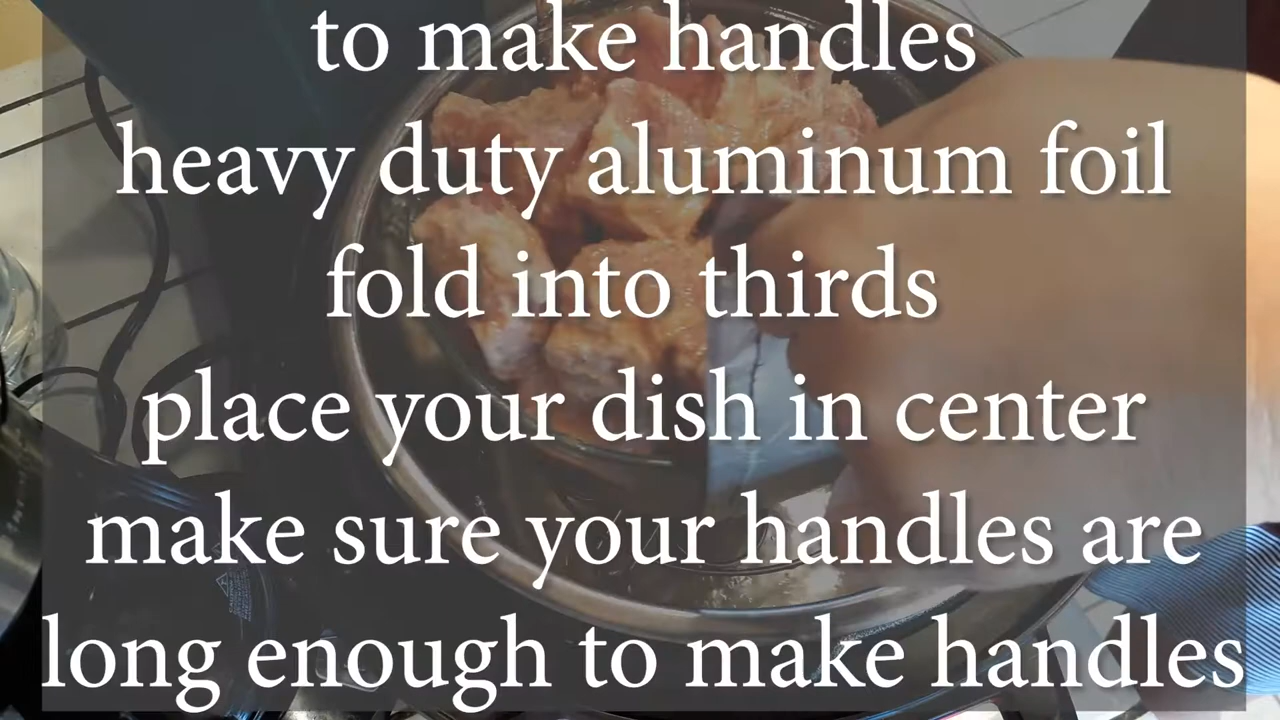 to make handles
heavy duty aluminum foil
fold into thirds
place your dish in center
make sure your handles are
long enough to make handles